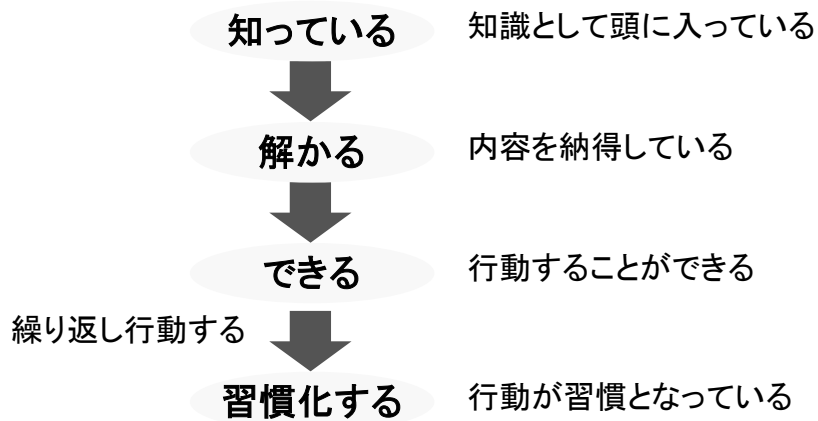 知っている 知識として頭に入っている
解かる 内容を納得している
できる 行動することができる
繰り返し行動する
習慣化する 行動が習慣となっている